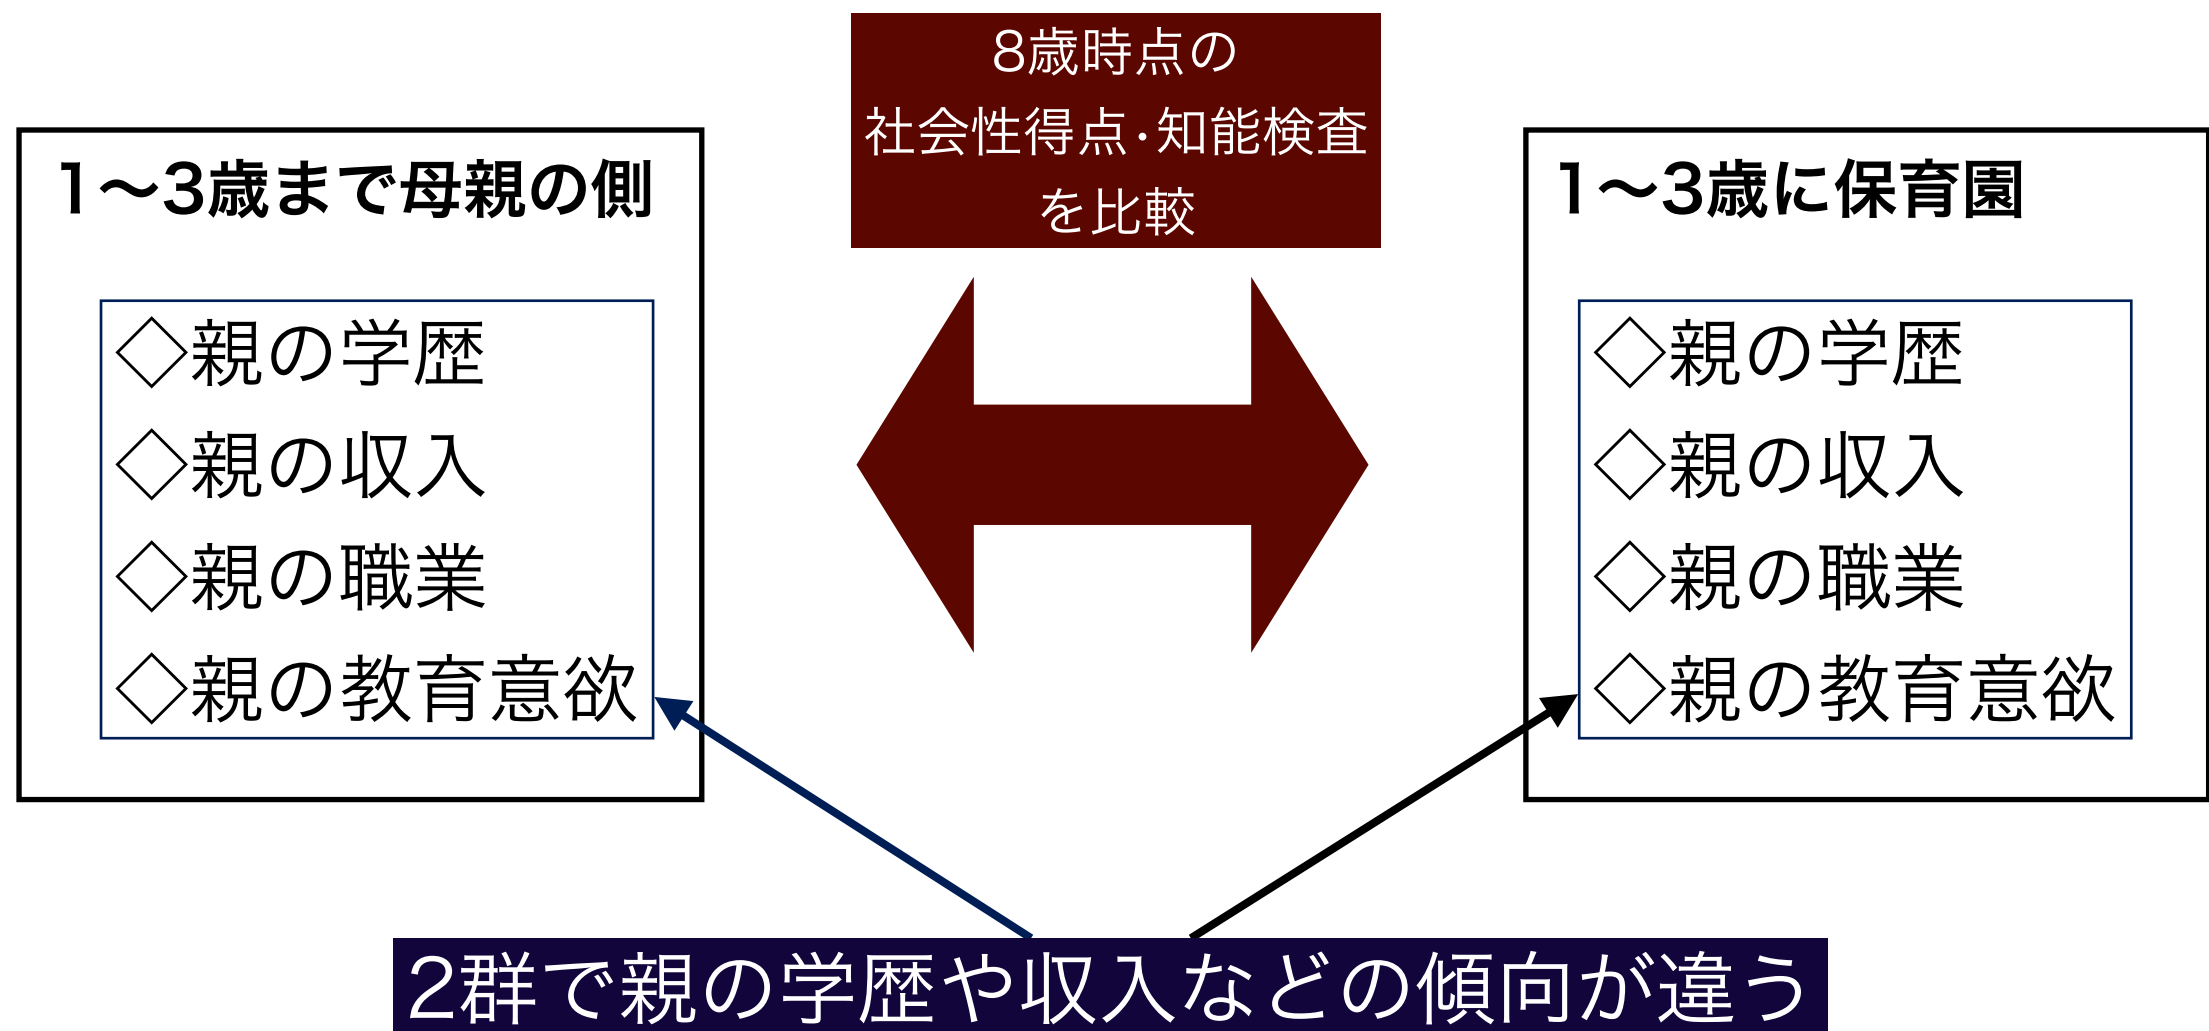 8歳時点の
社会性得点・知能検査
を比較
1〜3歳まで母親の側
◇親の学歴
◇親の収入
◇親の職業
◇親の教育意欲
1〜3歳に保育園
◇親の学歴
◇親の収入
◇親の職業
◇親の教育意欲
2群で親の学歴や収入などの傾向が違う